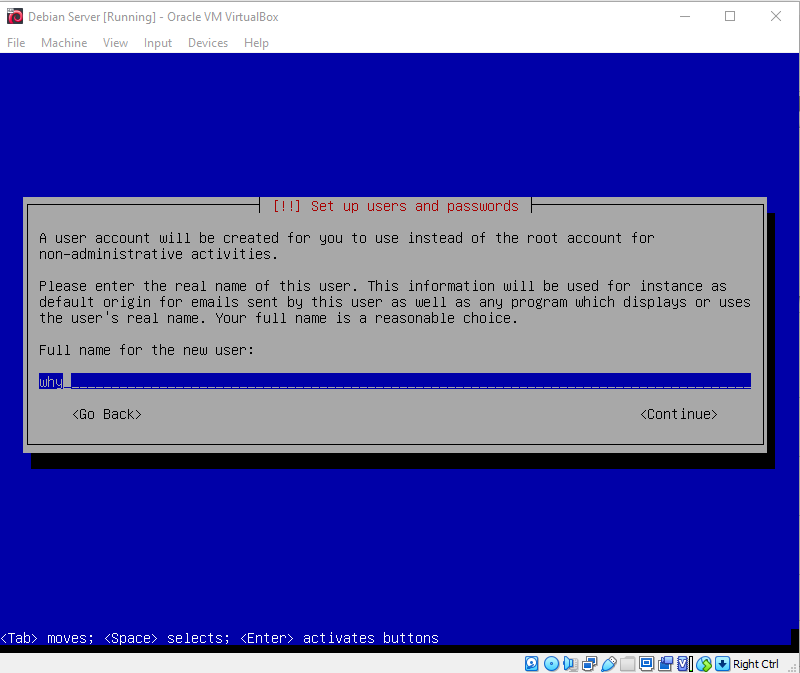 Debian Server [Running] - Oracle VM VirtualBox
File Machine View Input Devices Help
[!!] Set up users and passwords
A user account will be created for you to use instead of the root account for
non-administrative activities.
Please enter the real name of this user. This information will be used for instance as
default origin for emails sent by this user as well as any program which displays or uses
the user's real name. Your full name is a reasonable choice.
Full name for the new user:
why
<Go Back> <Continue>
<Tab> moves; <Space> selects; <Enter> activates buttons
Right Ctrl